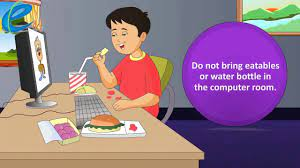 Do not bring eatables
or water bottle in
the computer room.